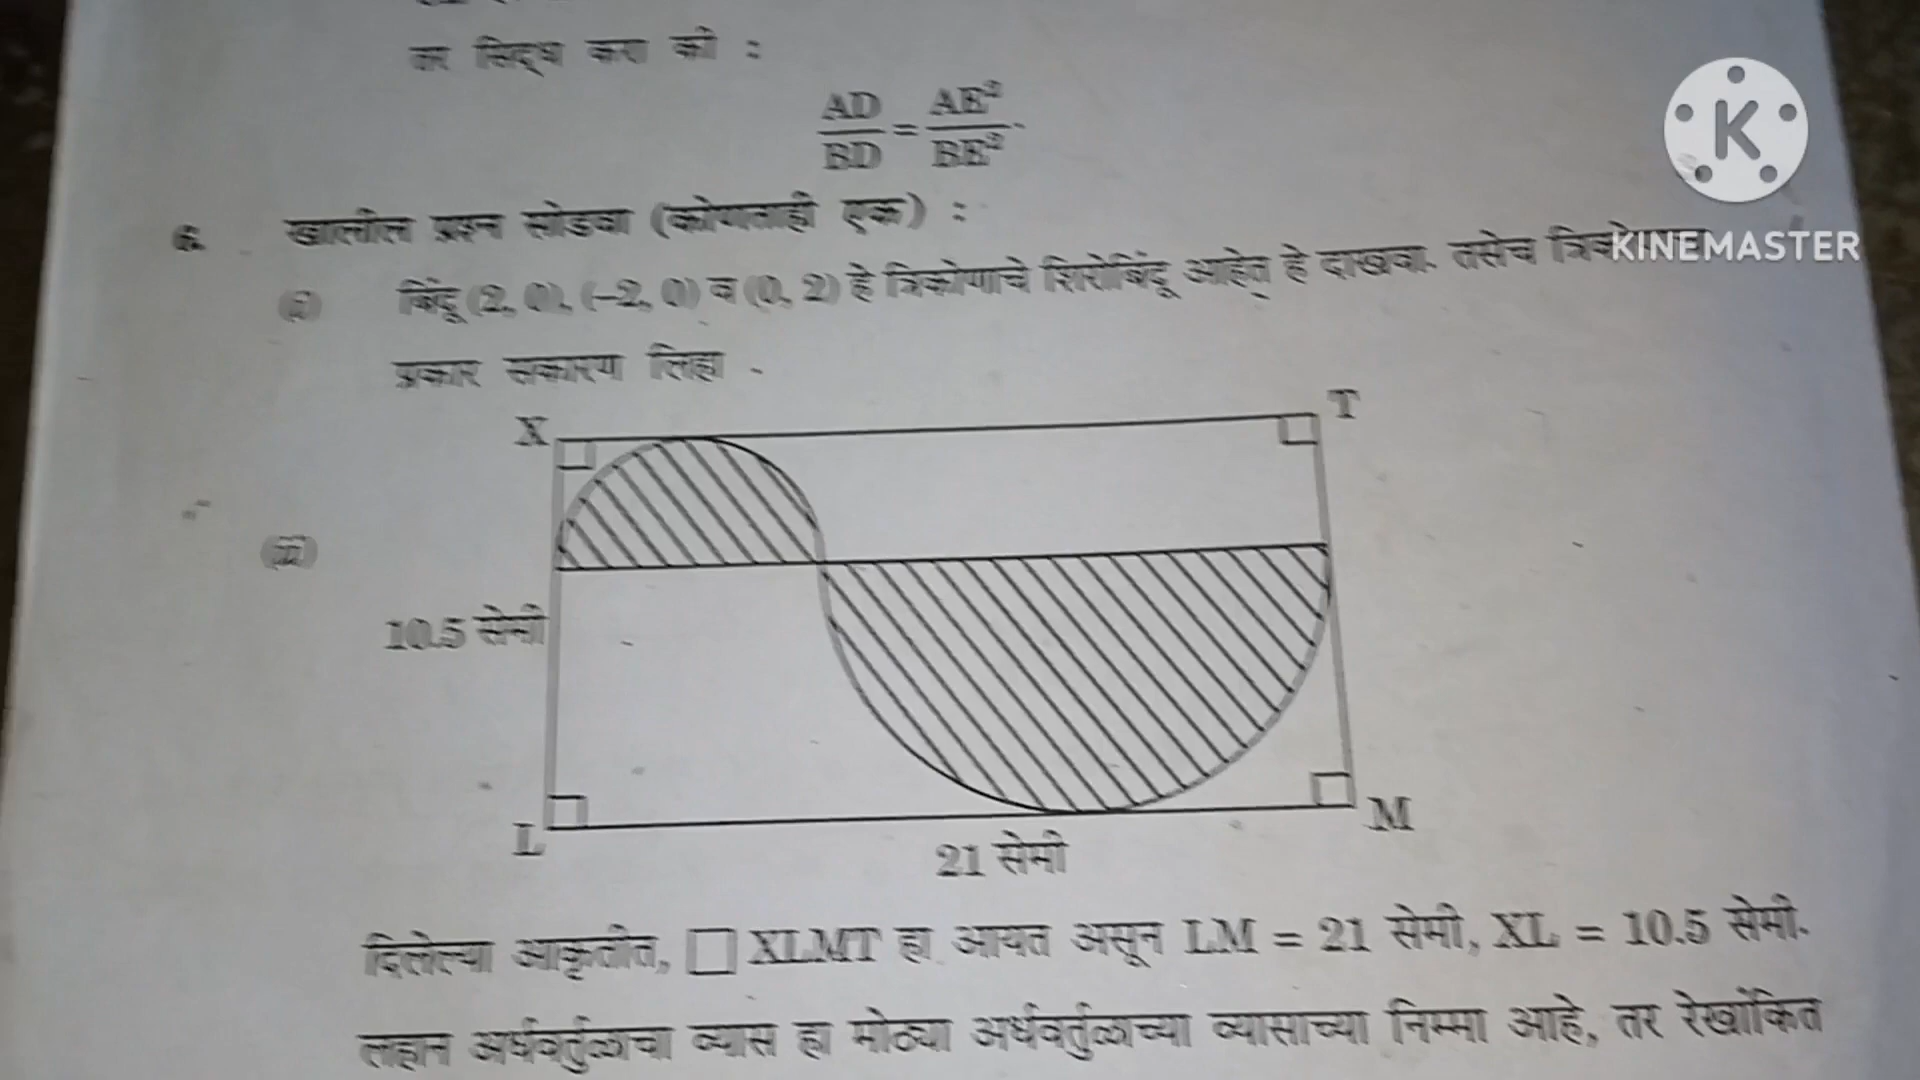 तर सिद्ध करा की :
AD/BD = AE²/BE².
6. खालील प्रश्न सोडवा (कोणताही एक) :
(i) बिंदू (2, 0), (–2, 0) व (0, 2) हे त्रिकोणाचे शिरोबिंदू आहेत हे दाखवा. तसेच
प्रकार सकारण लिहा .
KINEMASTER
X
T
(ii)
10.5 सेमी
L
M
21 सेमी
दिलेल्या आकृतीत, □ XLMT हा आयत असून LM = 21 सेमी, XL = 10.5 सेमी.
लहान अर्धवर्तुळाचा व्यास हा मोठ्या अर्धवर्तुळाच्या व्यासाच्या निम्मा आहे, तर रेखांकित